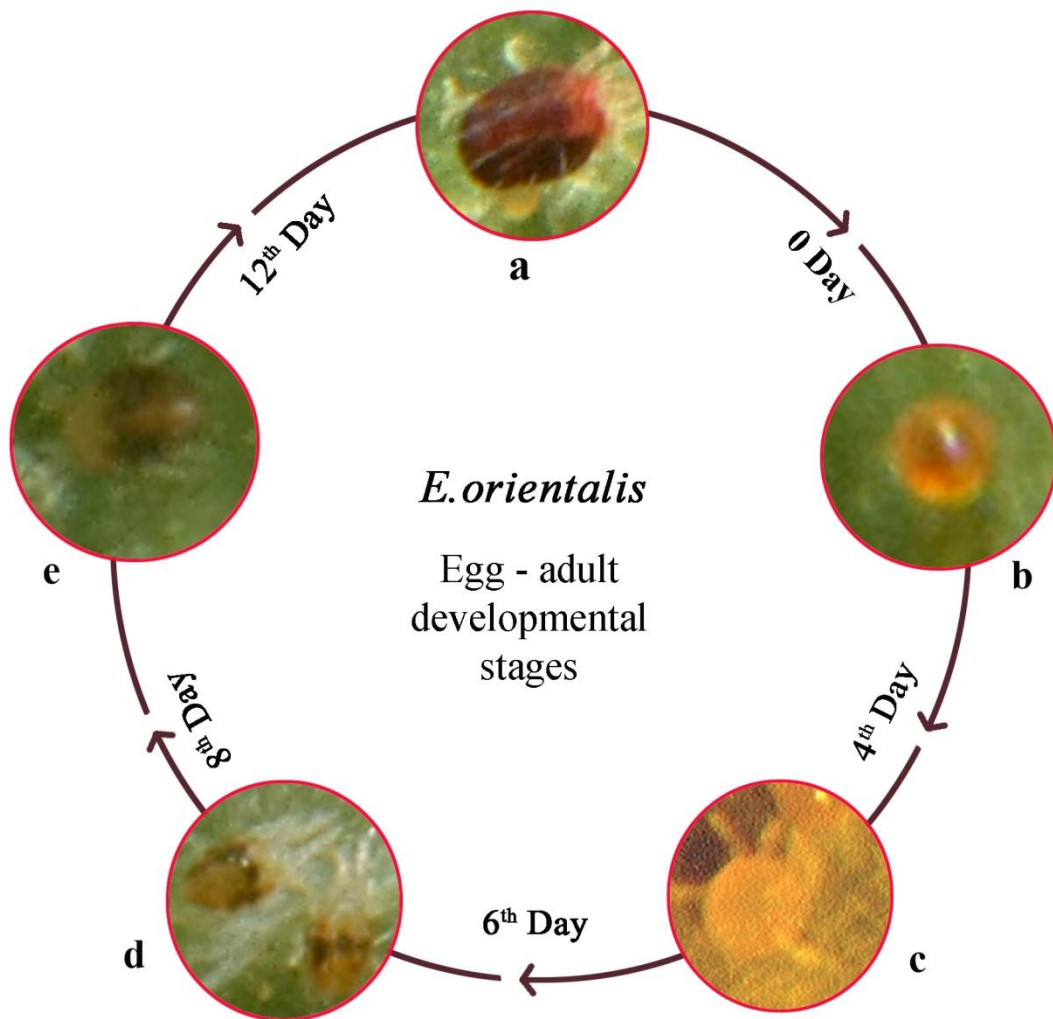 a
0 Day
b
4th Day
c
6th Day
d
8th Day
e
12th Day
E.orientalis
Egg - adult
developmental
stages